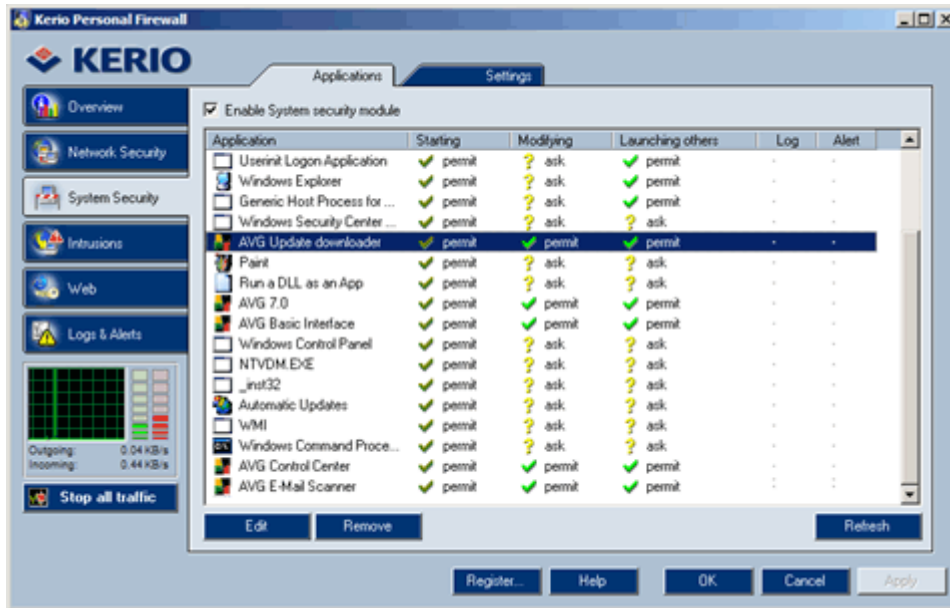 Kerio Personal Firewall
KERIO
Applications Settings
Overview
Network Security
System Security
Intrusions
Web
Logs & Alerts
Outgoing: 0.04 KB/s
Incoming: 0.44 KB/s
Stop all traffic
Enable System security module
Application Starting Modifying Launching others Log Alert
Userinit Logon Application permit ask permit
Windows Explorer permit ask permit
Generic Host Process for ... permit ask permit
Windows Security Center ... permit ask ask
AVG Update downloader permit permit permit
Paint permit ask ask
Run a DLL as an App permit ask ask
AVG 7.0 permit permit permit
AVG Basic Interface permit permit permit
Windows Control Panel permit ask ask
NTVDM.EXE permit ask ask
_inst32 permit ask ask
Automatic Updates permit ask ask
WMI permit ask ask
Windows Command Proce... permit ask ask
AVG Control Center permit permit permit
AVG E-Mail Scanner permit permit permit
Edit Remove Refresh
Register... Help OK Cancel Apply